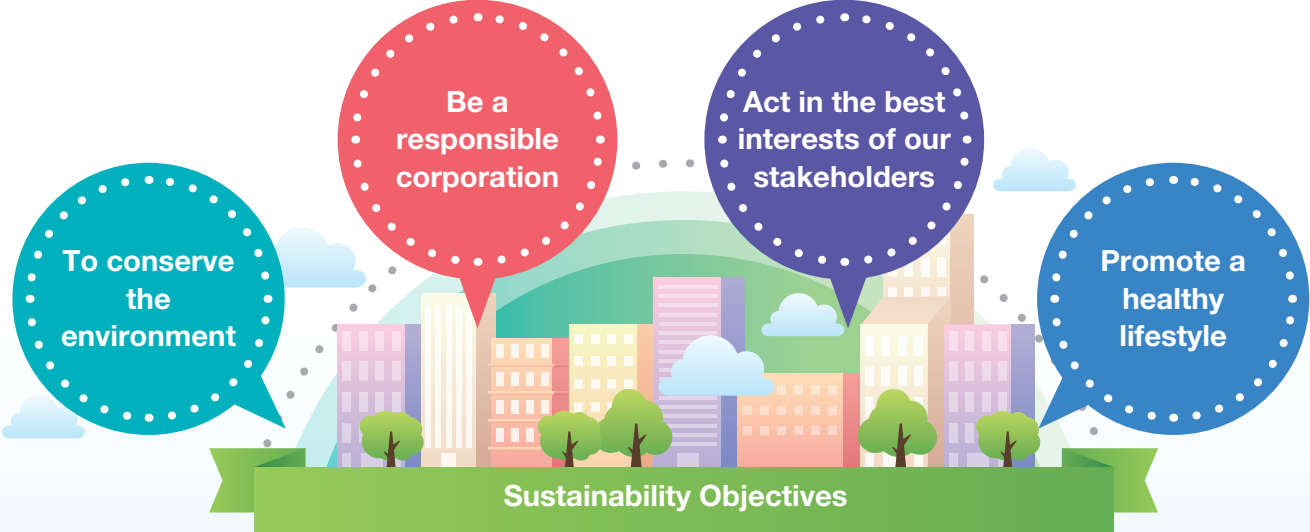 Be a
responsible
corporation
Act in the best
interests of our
stakeholders
To conserve
the
environment
Promote a
healthy
lifestyle
Sustainability Objectives